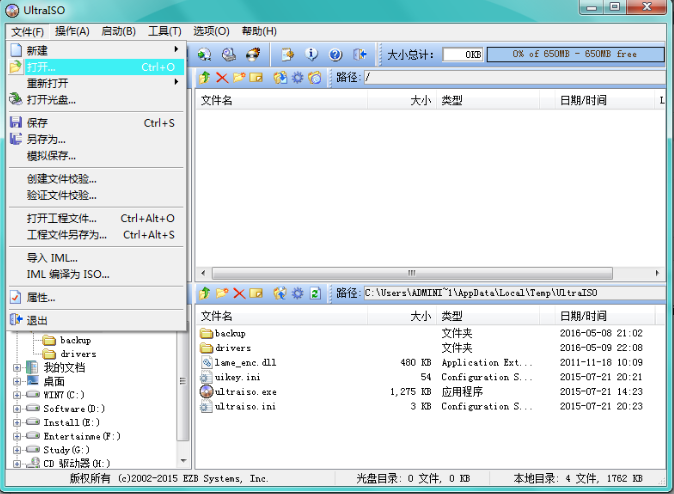 UltraISO
文件(F) 操作(A) 启动(B) 工具(T) 选项(O) 帮助(H)
新建
打开... Ctrl+O
重新打开
打开光盘...
保存 Ctrl+S
另存为...
模拟保存...
创建文件校验...
验证文件校验...
打开工程文件... Ctrl+Alt+O
工程文件另存为... Ctrl+Alt+S
导入 IML...
IML 编译为 ISO...
属性...
退出
大小总计: 0KB 0% of 650MB - 650MB free
路径: /
文件名 大小 类型 日期/时间 L
路径: C:\Users\ADMINI~1\AppData\Local\Temp\UltraISO
文件名 大小 类型 日期/时间
backup 文件夹 2016-05-08 21:02
drivers 文件夹 2016-05-09 22:08
lame_enc.dll 480 KB Application Ext... 2011-11-18 10:09
uikey.ini 54 Configuration S... 2015-07-21 20:21
ultraiso.exe 1,275 KB 应用程序 2015-07-21 14:23
ultraiso.ini 3 KB Configuration S... 2015-07-21 20:23
backup
drivers
我的文档
桌面
WIN7(C:)
Software(D:)
Install(E:)
Entertainme(F:)
Study(G:)
CD 驱动器(H:)
版权所有 (c)2002-2015 EZB Systems, Inc. 光盘目录: 0 文件, 0 KB 本地目录: 4 文件, 1762 KB